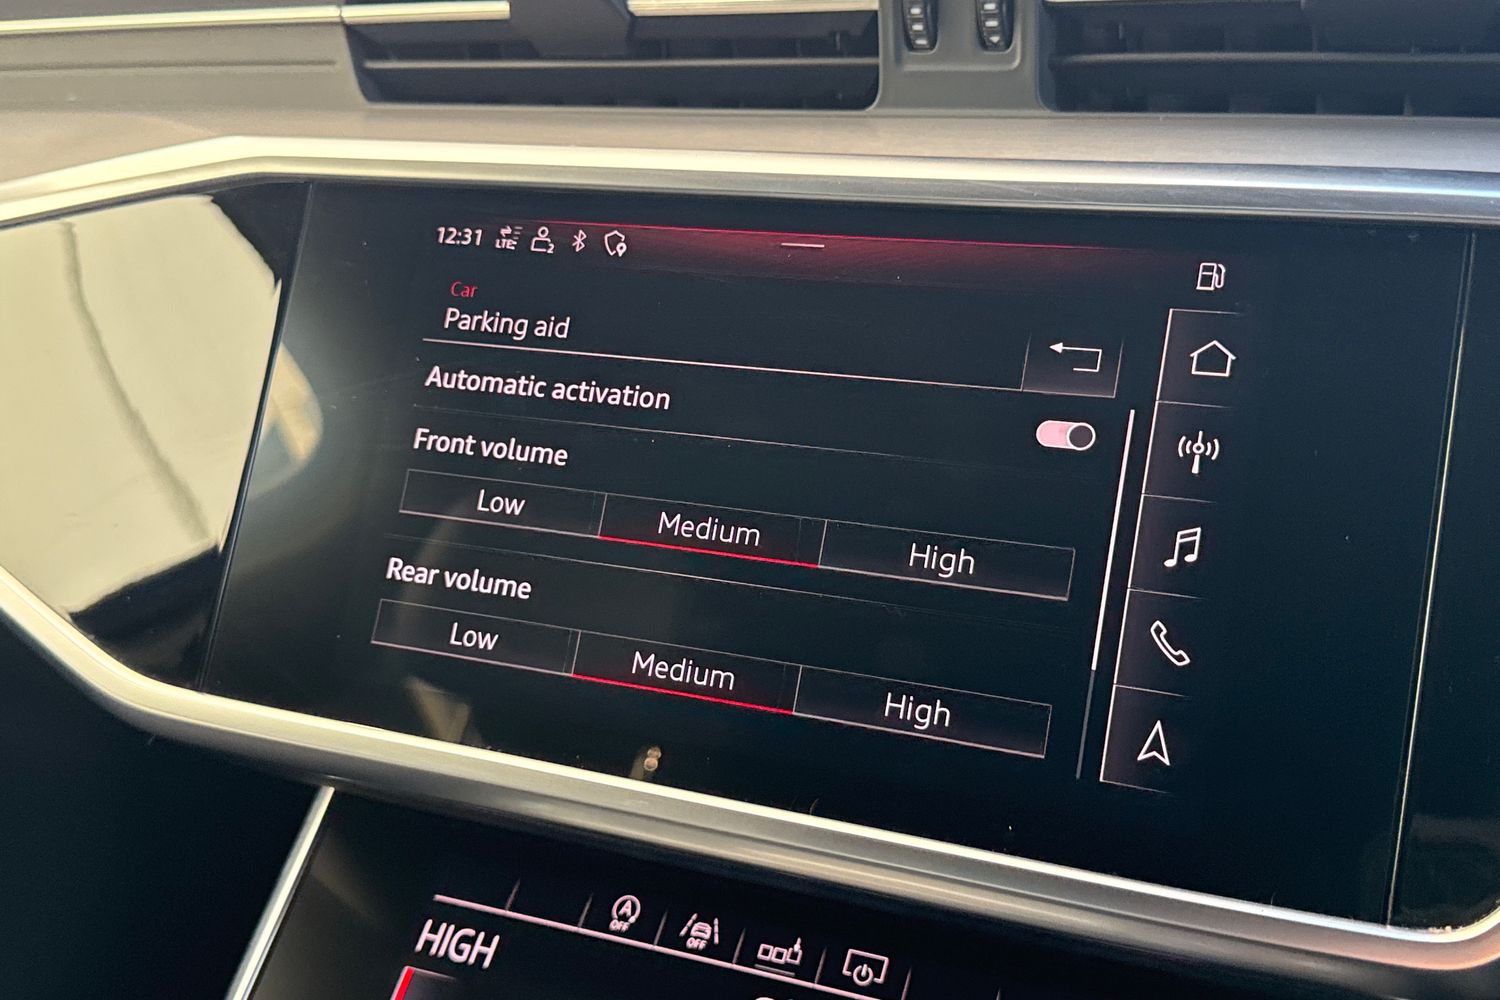 12:31 LTE 2
Car
Parking aid
Automatic activation
Front volume
Low Medium High
Rear volume
Low Medium High
A
OFF OFF
HIGH